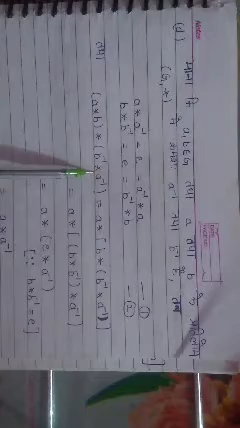 (d) माना कि a, b∈G तथा a तथा b के प्रतिलोम
(G, *) में क्रमशः a⁻¹ तथा b⁻¹ हैं, तब
a * a⁻¹ = e = a⁻¹ * a — ①
b * b⁻¹ = e = b⁻¹ * b — ②
तथा
(a*b) * (b⁻¹*a⁻¹) = a * [b * (b⁻¹*a⁻¹)]
= a * [(b*b⁻¹) * a⁻¹]
= a * (e * a⁻¹)
[∵ b*b⁻¹ = e]
= a * a⁻¹